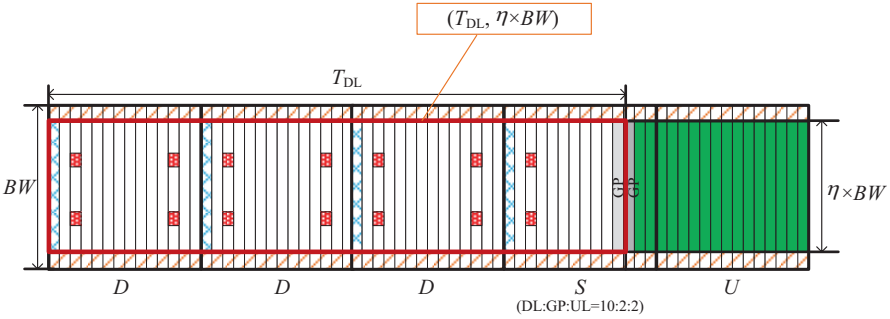 (T_DL, η×BW)
T_DL
BW
GP
GP
η×BW
D
D
D
S
U
(DL:GP:UL=10:2:2)